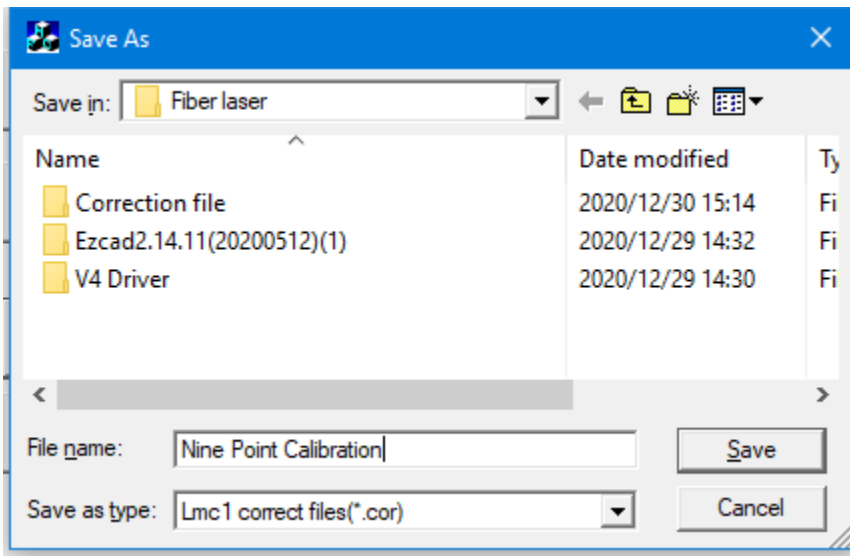 Save As
Save in: Fiber laser
Name Date modified Ty
Correction file 2020/12/30 15:14 Fi
Ezcad2.14.11(20200512)(1) 2020/12/29 14:32 Fi
V4 Driver 2020/12/29 14:30 Fi
File name: Nine Point Calibration Save
Save as type: Lmc1 correct files(*.cor) Cancel